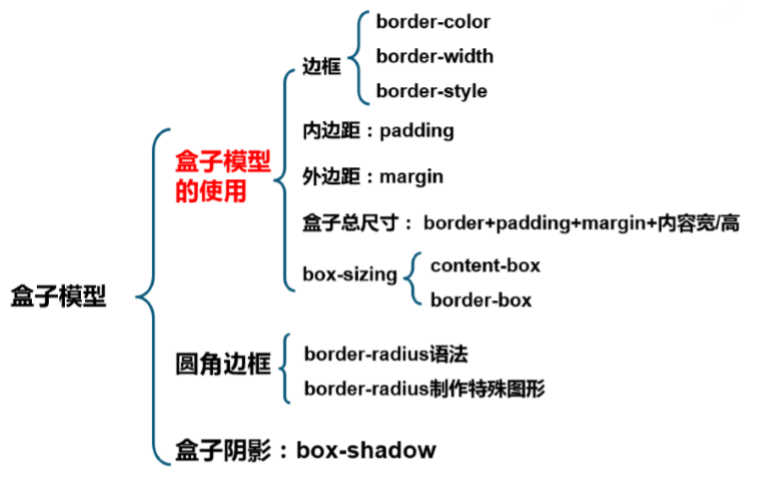 border-color
边框
border-width
border-style
盒子模型
的使用
内边距：padding
外边距：margin
盒子总尺寸： border+padding+margin+内容宽/高
box-sizing
content-box
border-box
盒子模型
圆角边框
border-radius语法
border-radius制作特殊图形
盒子阴影：box-shadow